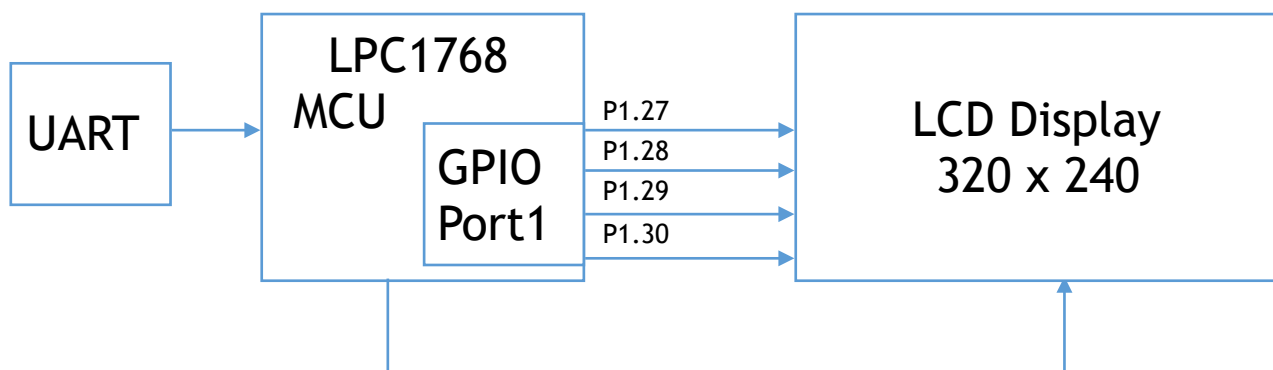 UART
LPC1768
MCU
GPIO
Port1
P1.27
P1.28
P1.29
P1.30
LCD Display
320 x 240